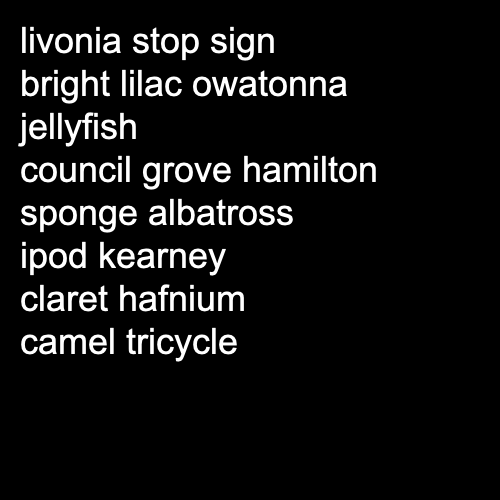 livonia stop sign
bright lilac owatonna
jellyfish
council grove hamilton
sponge albatross
ipod kearney
claret hafnium
camel tricycle